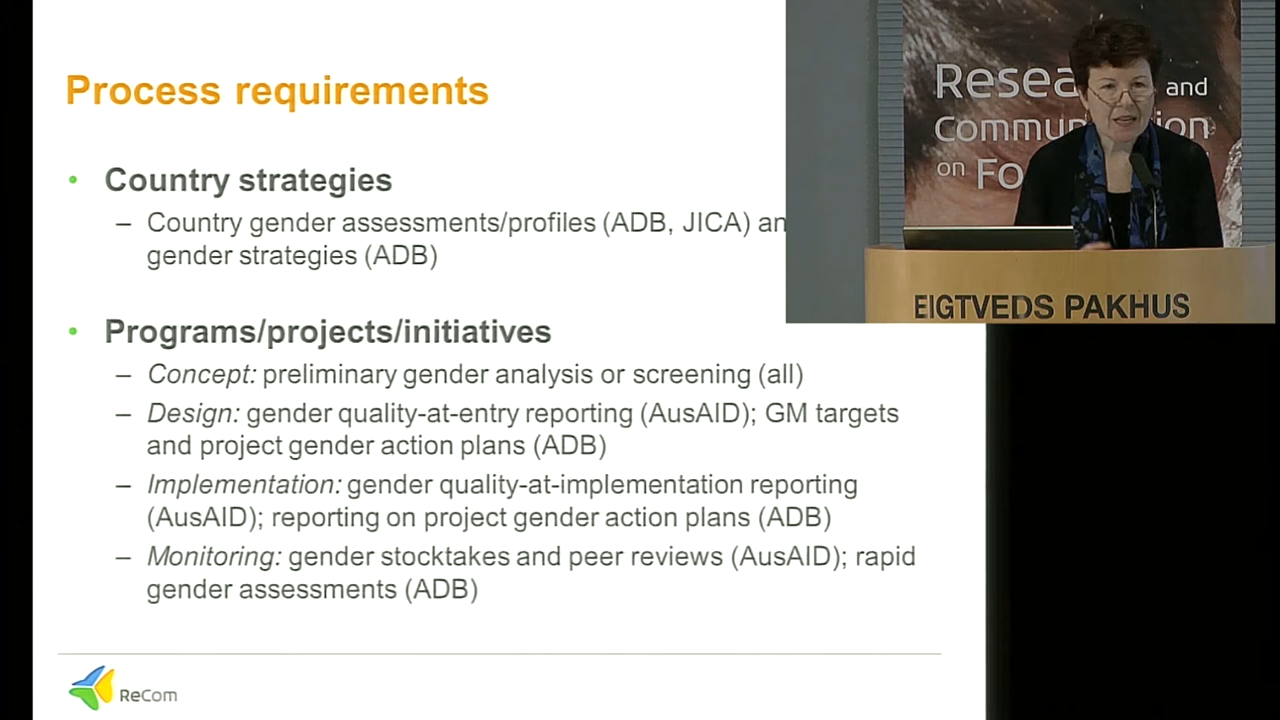 Process requirements
• Country strategies
– Country gender assessments/profiles (ADB, JICA) an
gender strategies (ADB)
• Programs/projects/initiatives
– Concept: preliminary gender analysis or screening (all)
– Design: gender quality-at-entry reporting (AusAID); GM targets
and project gender action plans (ADB)
– Implementation: gender quality-at-implementation reporting
(AusAID); reporting on project gender action plans (ADB)
– Monitoring: gender stocktakes and peer reviews (AusAID); rapid
gender assessments (ADB)
ReCom
Resea and
Commun ion
on Fo
EIGTVEDS PAKHUS